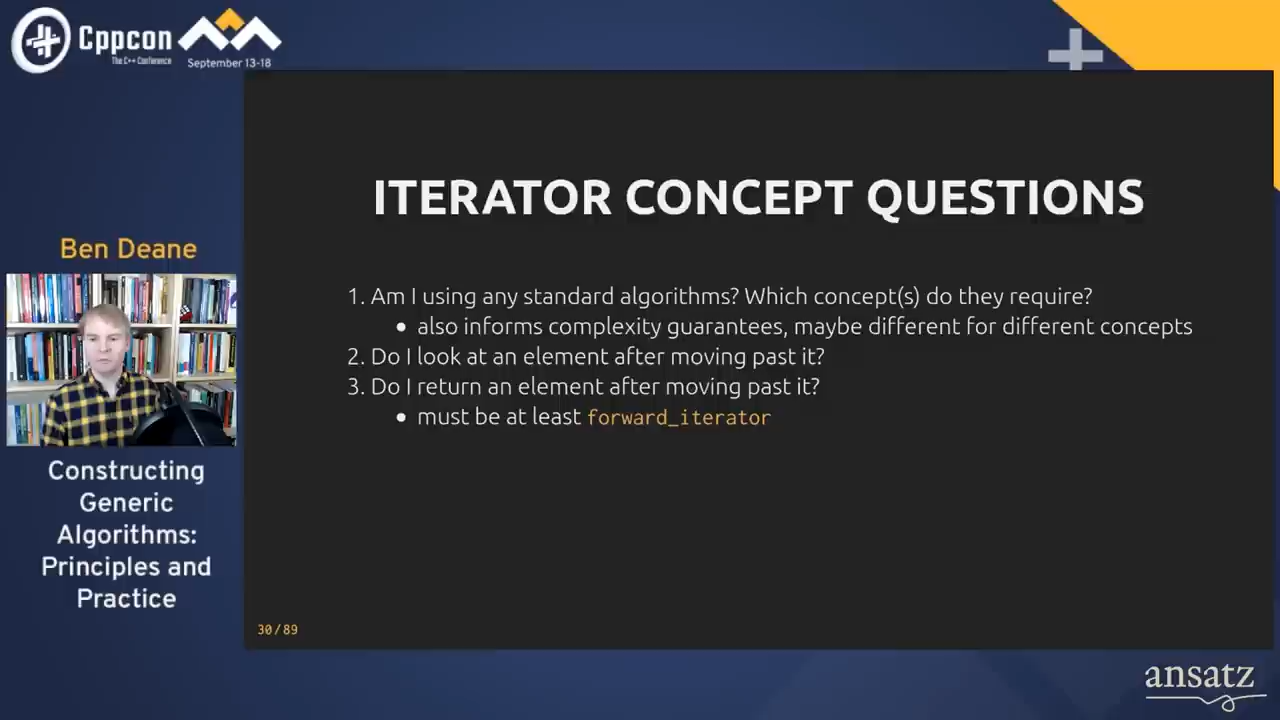 Cppcon
The C++ Conference
September 13-18
ITERATOR CONCEPT QUESTIONS
Ben Deane
1. Am I using any standard algorithms? Which concept(s) do they require?
• also informs complexity guarantees, maybe different for different concepts
2. Do I look at an element after moving past it?
3. Do I return an element after moving past it?
• must be at least forward_iterator
Constructing
Generic
Algorithms:
Principles and
Practice
30/89
ansatz